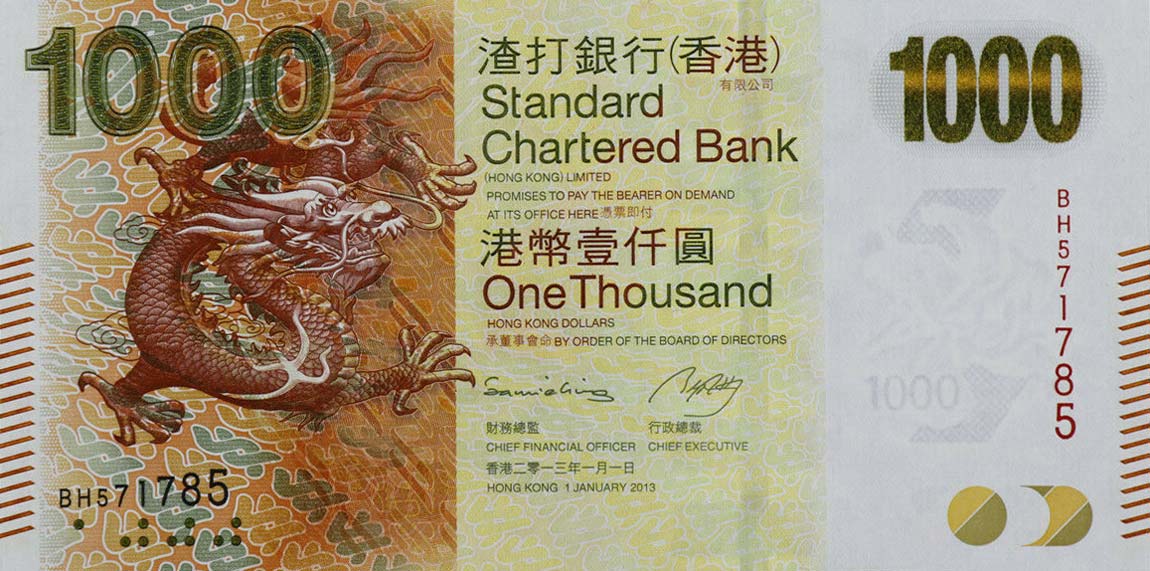 1000
渣打銀行(香港)
有限公司
Standard
Chartered Bank
(HONG KONG) LIMITED
PROMISES TO PAY THE BEARER ON DEMAND
AT ITS OFFICE HERE 憑票即付
港幣壹仟圓
One Thousand
HONG KONG DOLLARS
承董事會命 BY ORDER OF THE BOARD OF DIRECTORS
財務總監 行政總裁
CHIEF FINANCIAL OFFICER CHIEF EXECUTIVE
香港二零一三年一月一日
HONG KONG 1 JANUARY 2013
BH571785
1000
BH571785
1000